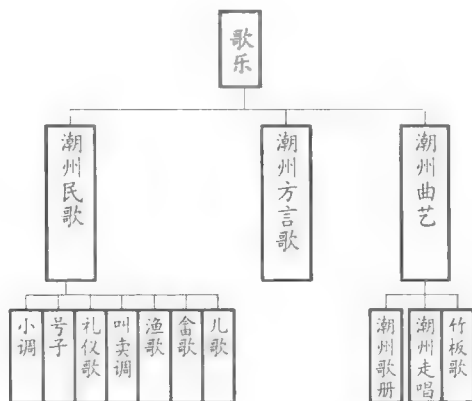 歌乐
潮州民歌
潮州方言歌
潮州曲艺
小调
号子
礼仪歌
叫卖调
渔歌
畲歌
儿歌
潮州歌册
潮州走唱
竹板歌